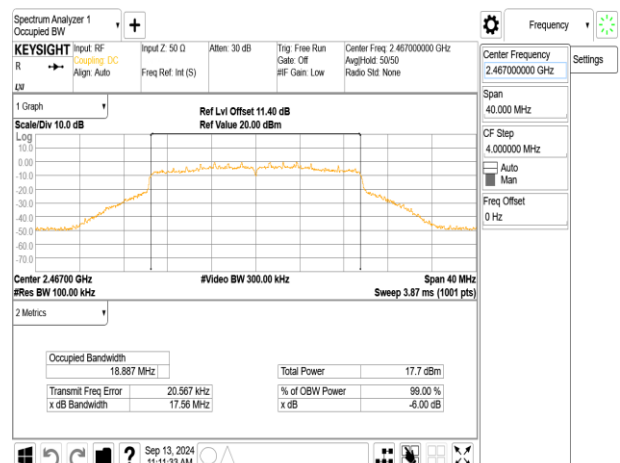 Spectrum Analyzer 1
Occupied BW
▼
+
Frequency
▼
KEYSIGHT
R
Input: RF
Coupling: DC
Align: Auto
Input Z: 50 Ω
Freq Ref: Int (S)
Atten: 30 dB
Trig: Free Run
Gate: Off
#IF Gain: Low
Center Freq: 2.467000000 GHz
Avg|Hold: 50/50
Radio Std: None
Center Frequency
2.467000000 GHz
Settings
Span
40.000 MHz
CF Step
4.000000 MHz
Auto
Man
Freq Offset
0 Hz
1 Graph
▼
Scale/Div 10.0 dB
Ref Lvl Offset 11.40 dB
Ref Value 20.00 dBm
Log
10.0
0.00
-10.0
-20.0
-30.0
-40.0
-50.0
-60.0
-70.0
Center 2.46700 GHz
#Video BW 300.00 kHz
Span 40 MHz
#Res BW 100.00 kHz
Sweep 3.87 ms (1001 pts)
2 Metrics
▼
Occupied Bandwidth
18.887 MHz
Total Power 17.7 dBm
Transmit Freq Error 20.567 kHz
% of OBW Power 99.00 %
x dB Bandwidth 17.56 MHz
x dB -6.00 dB
?
Sep 13, 2024
11:11:33 AM